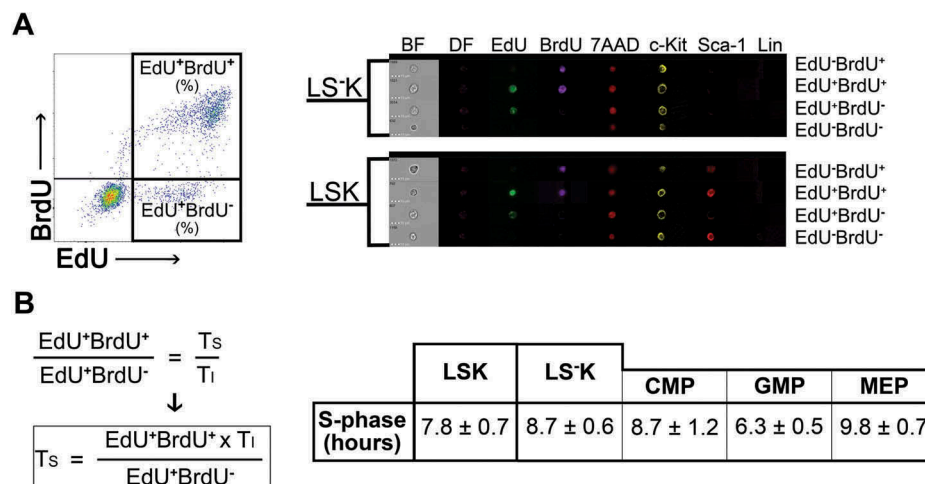 A
EdU⁺BrdU⁺
(%)
EdU⁺BrdU⁻
(%)
BrdU
EdU
BF DF EdU BrdU 7AAD c-Kit Sca-1 Lin
LS⁻K
EdU⁻BrdU⁺
EdU⁺BrdU⁺
EdU⁺BrdU⁻
EdU⁻BrdU⁻
LSK
EdU⁻BrdU⁺
EdU⁺BrdU⁺
EdU⁺BrdU⁻
EdU⁻BrdU⁻
B
EdU⁺BrdU⁺ / EdU⁺BrdU⁻ = Ts / TI
Ts = EdU⁺BrdU⁺ x TI / EdU⁺BrdU⁻
LSK LS⁻K CMP GMP MEP
S-phase (hours) 7.8 ± 0.7 8.7 ± 0.6 8.7 ± 1.2 6.3 ± 0.5 9.8 ± 0.7